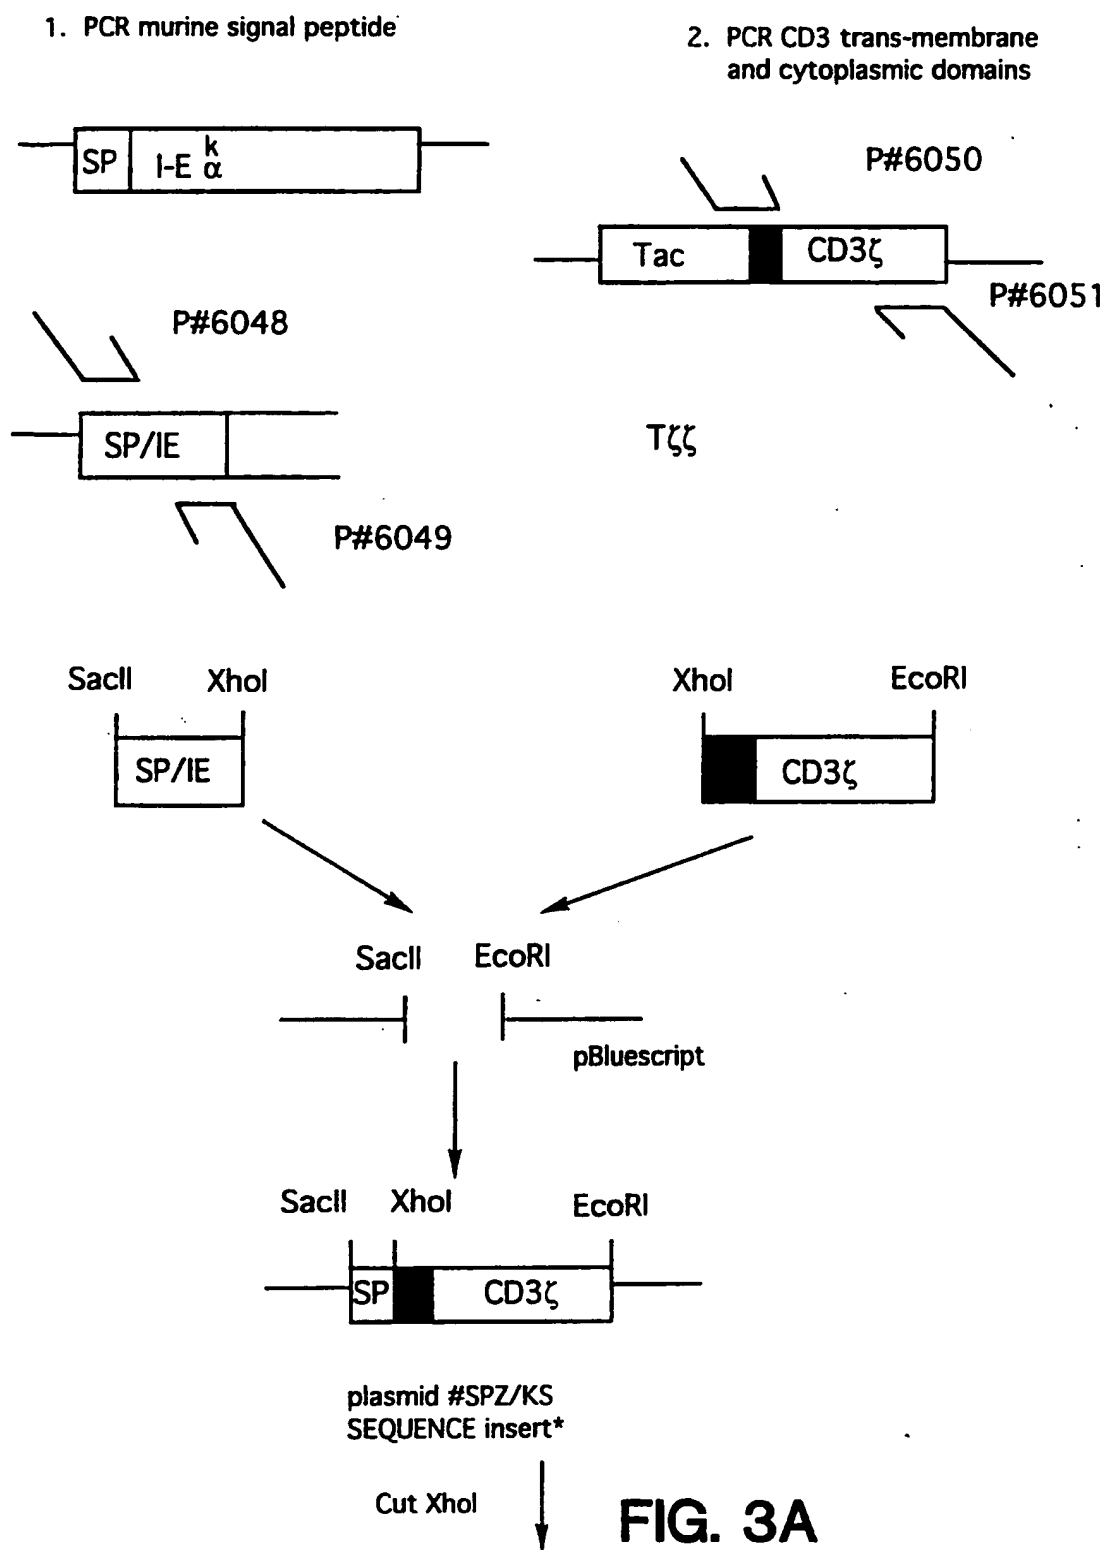 1. PCR murine signal peptide
2. PCR CD3 trans-membrane
and cytoplasmic domains
SP
I-E k α
P#6050
Tac
CD3ζ
P#6051
P#6048
SP/IE
Tζζ
P#6049
SacII XhoI
XhoI EcoRI
SP/IE
CD3ζ
SacII EcoRI
pBluescript
SacII XhoI EcoRI
SP CD3ζ
plasmid #SPZ/KS
SEQUENCE insert*
Cut XhoI
FIG. 3A